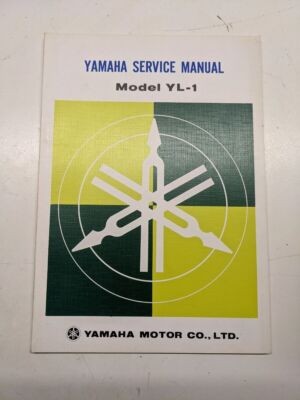 YAMAHA SERVICE MANUAL
Model YL-1
YAMAHA MOTOR CO., LTD.